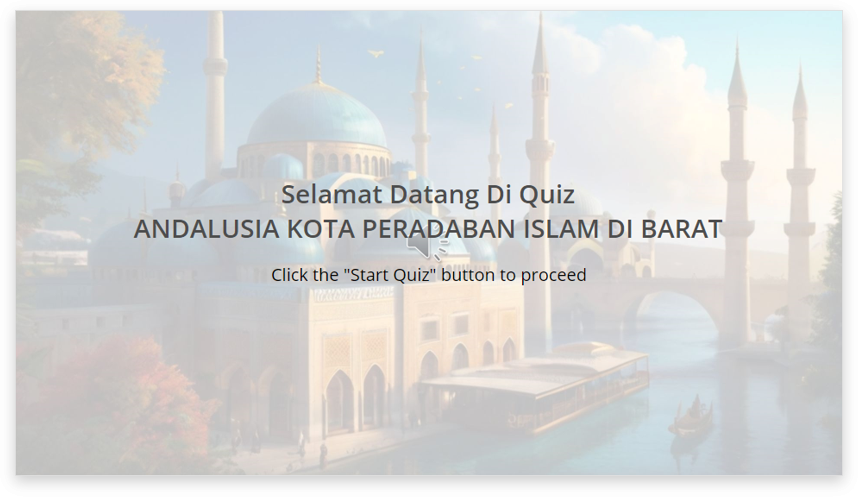 Selamat Datang Di Quiz
ANDALUSIA KOTA PERADABAN ISLAM DI BARAT
Click the "Start Quiz" button to proceed